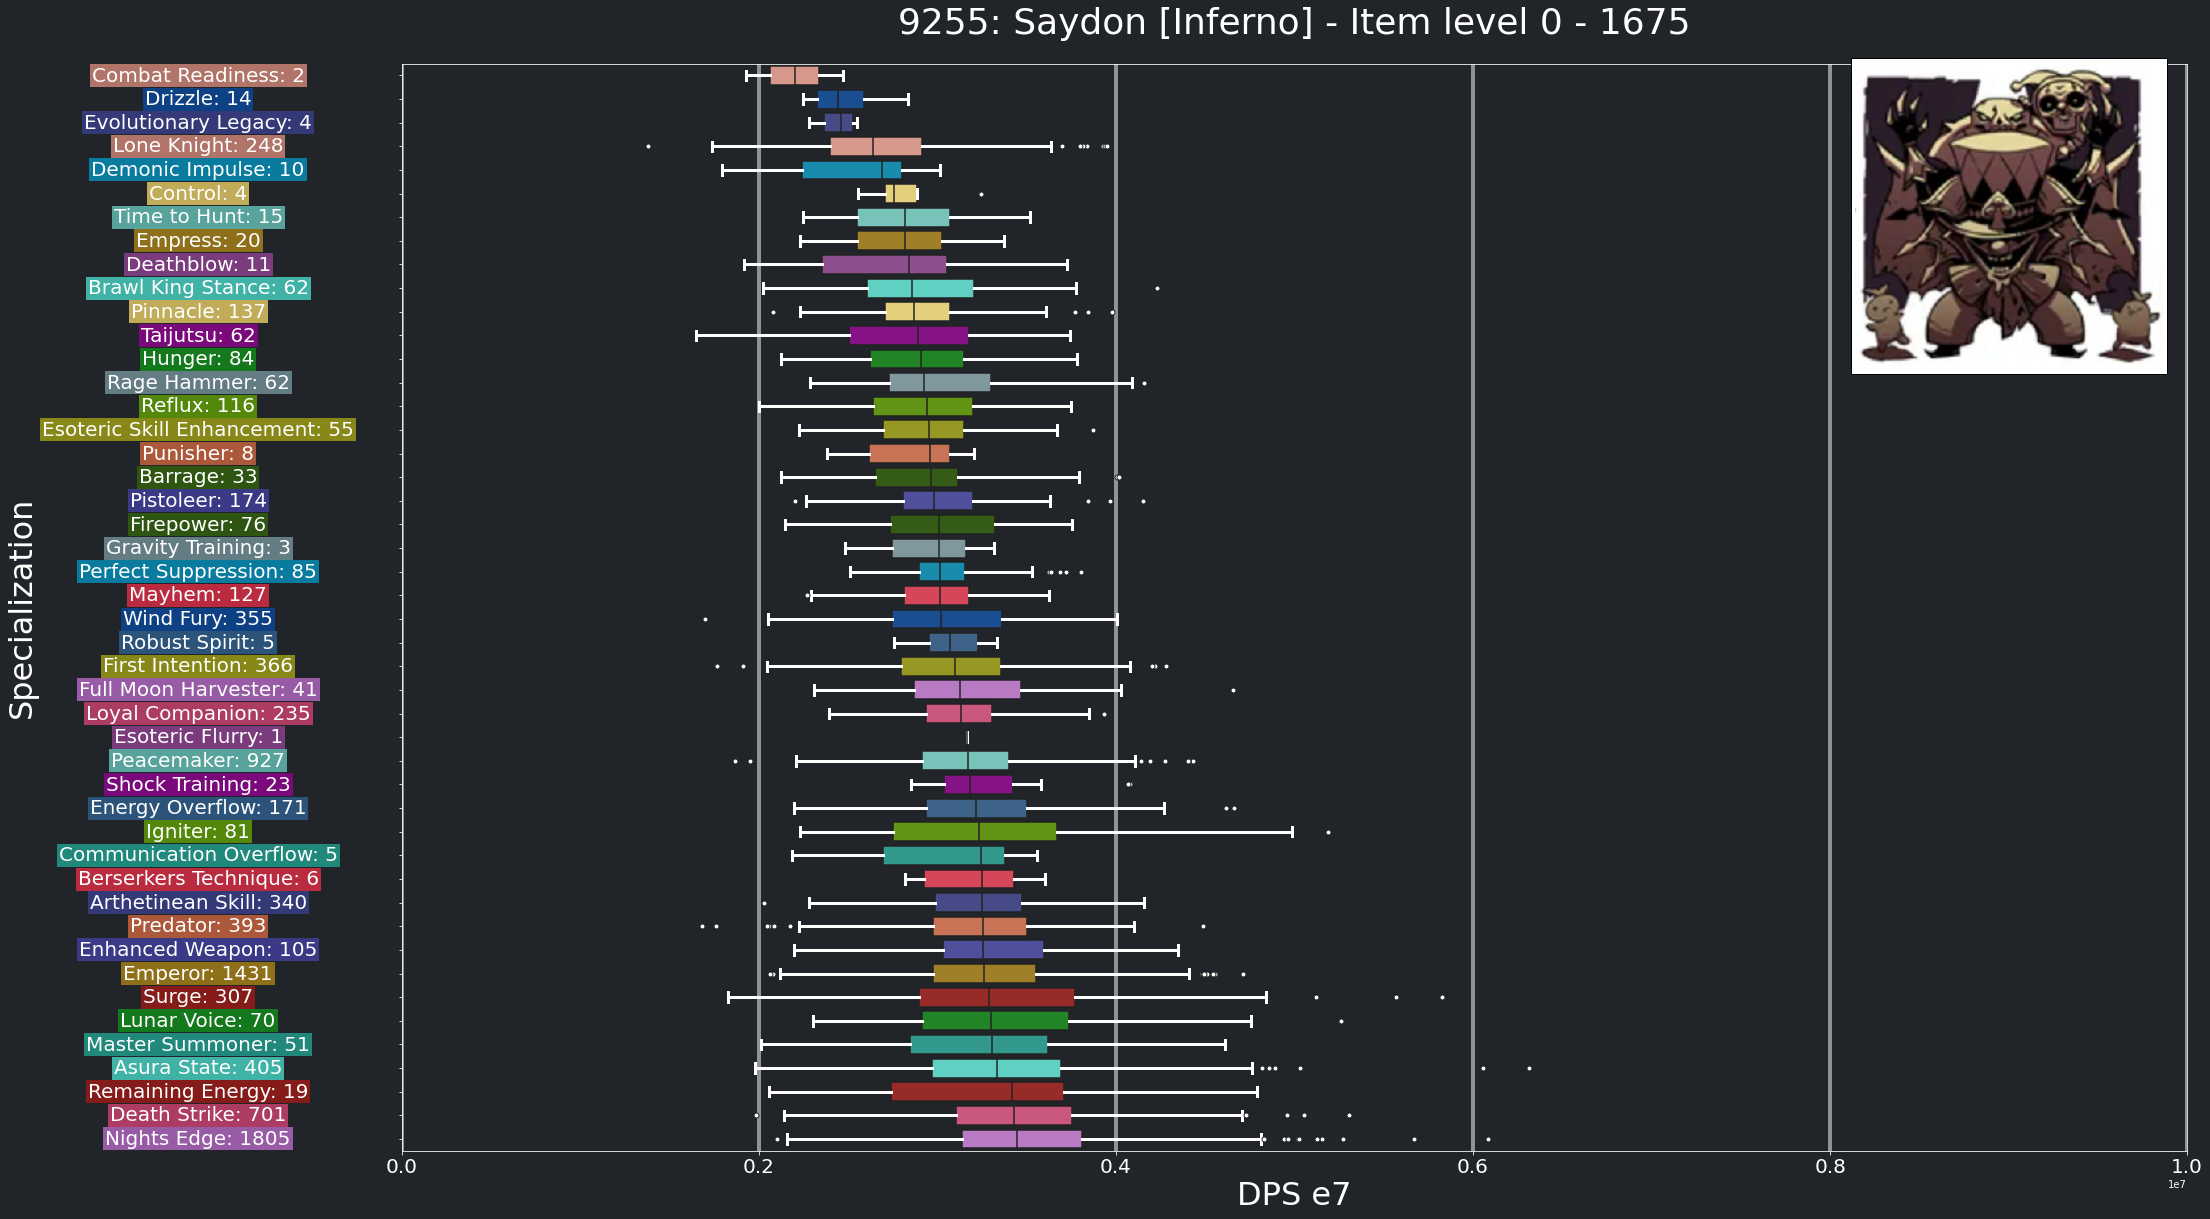 9255: Saydon [Inferno] - Item level 0 - 1675
Specialization
Combat Readiness: 2
Drizzle: 14
Evolutionary Legacy: 4
Lone Knight: 248
Demonic Impulse: 10
Control: 4
Time to Hunt: 15
Empress: 20
Deathblow: 11
Brawl King Stance: 62
Pinnacle: 137
Taijutsu: 62
Hunger: 84
Rage Hammer: 62
Reflux: 116
Esoteric Skill Enhancement: 55
Punisher: 8
Barrage: 33
Pistoleer: 174
Firepower: 76
Gravity Training: 3
Perfect Suppression: 85
Mayhem: 127
Wind Fury: 355
Robust Spirit: 5
First Intention: 366
Full Moon Harvester: 41
Loyal Companion: 235
Esoteric Flurry: 1
Peacemaker: 927
Shock Training: 23
Energy Overflow: 171
Igniter: 81
Communication Overflow: 5
Berserkers Technique: 6
Arthetinean Skill: 340
Predator: 393
Enhanced Weapon: 105
Emperor: 1431
Surge: 307
Lunar Voice: 70
Master Summoner: 51
Asura State: 405
Remaining Energy: 19
Death Strike: 701
Nights Edge: 1805
0.0 0.2 0.4 0.6 0.8 1.0
1e7
DPS e7